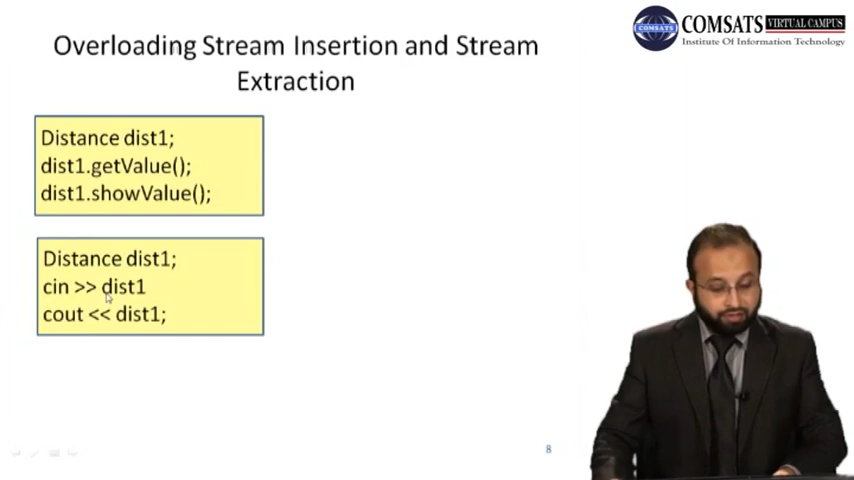 COMSATS VIRTUAL CAMPUS
Institute Of Information Technology
COMSATS
Overloading Stream Insertion and Stream
Extraction
Distance dist1;
dist1.getValue();
dist1.showValue();
Distance dist1;
cin >> dist1
cout << dist1;
8